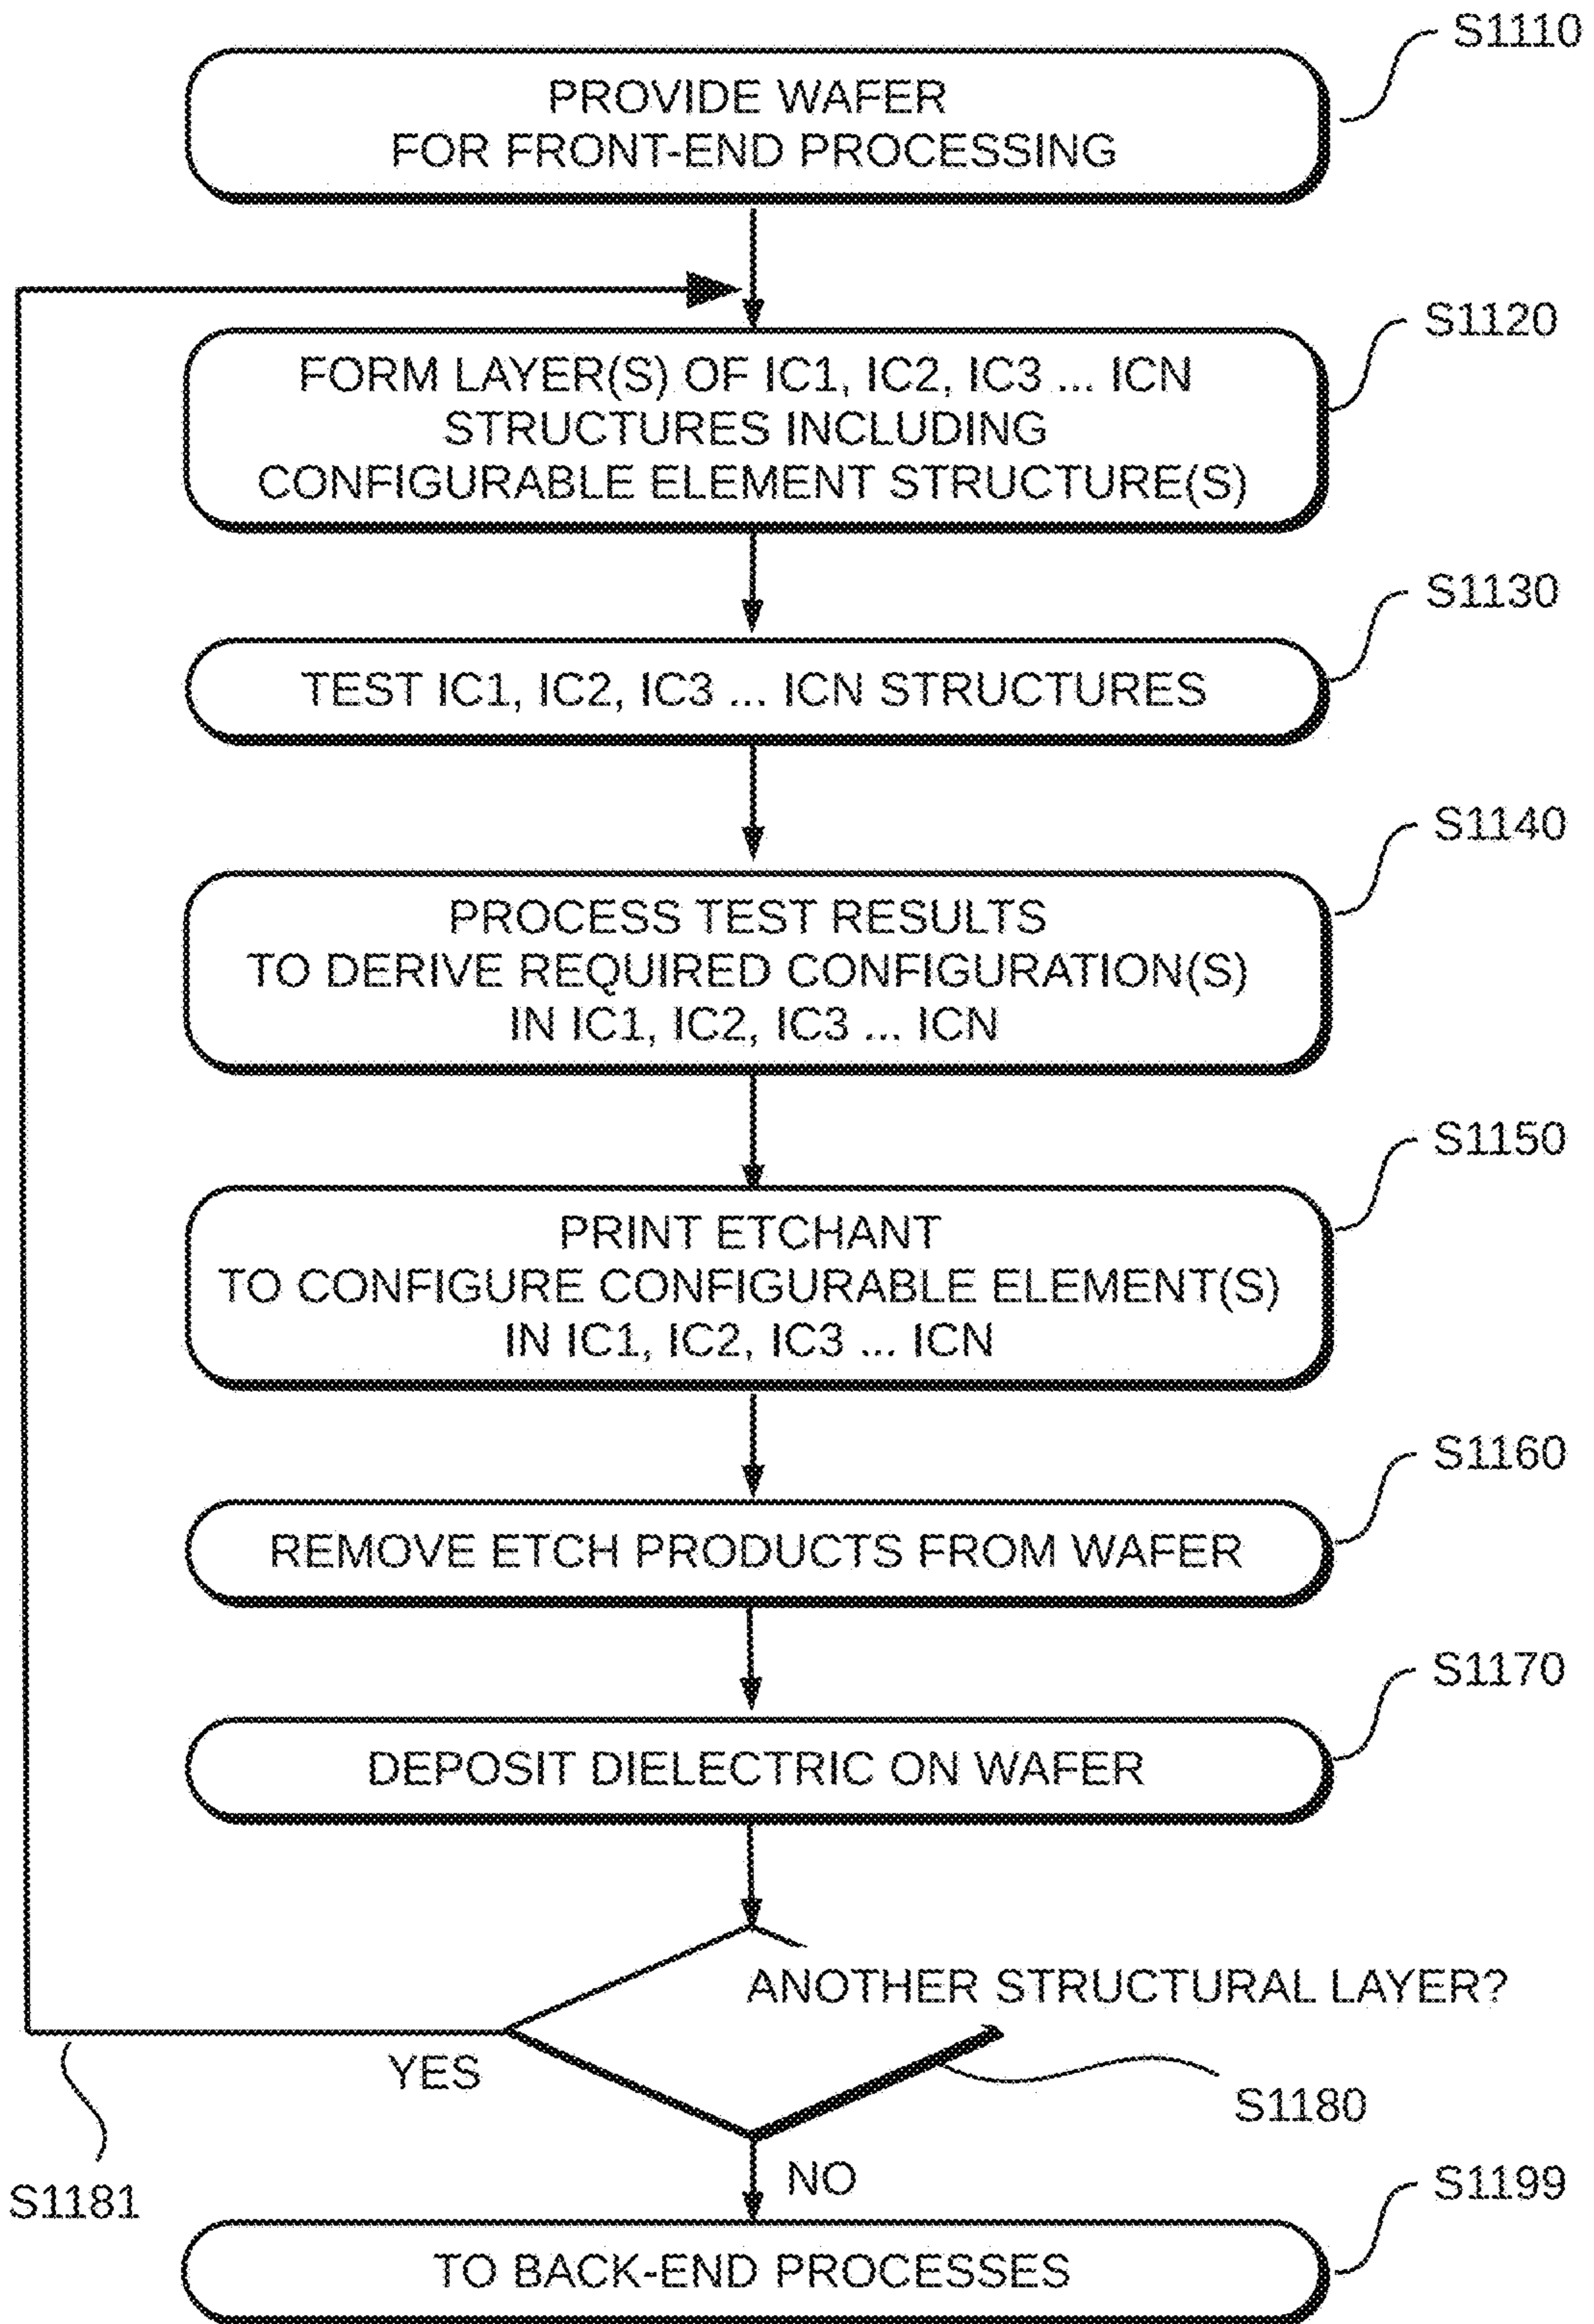 S1110
PROVIDE WAFER
FOR FRONT-END PROCESSING
S1120
FORM LAYER(S) OF IC1, IC2, IC3 ... ICN
STRUCTURES INCLUDING
CONFIGURABLE ELEMENT STRUCTURE(S)
S1130
TEST IC1, IC2, IC3 ... ICN STRUCTURES
S1140
PROCESS TEST RESULTS
TO DERIVE REQUIRED CONFIGURATION(S)
IN IC1, IC2, IC3 ... ICN
S1150
PRINT ETCHANT
TO CONFIGURE CONFIGURABLE ELEMENT(S)
IN IC1, IC2, IC3 ... ICN
S1160
REMOVE ETCH PRODUCTS FROM WAFER
S1170
DEPOSIT DIELECTRIC ON WAFER
ANOTHER STRUCTURAL LAYER?
YES
S1180
NO
S1181
S1199
TO BACK-END PROCESSES